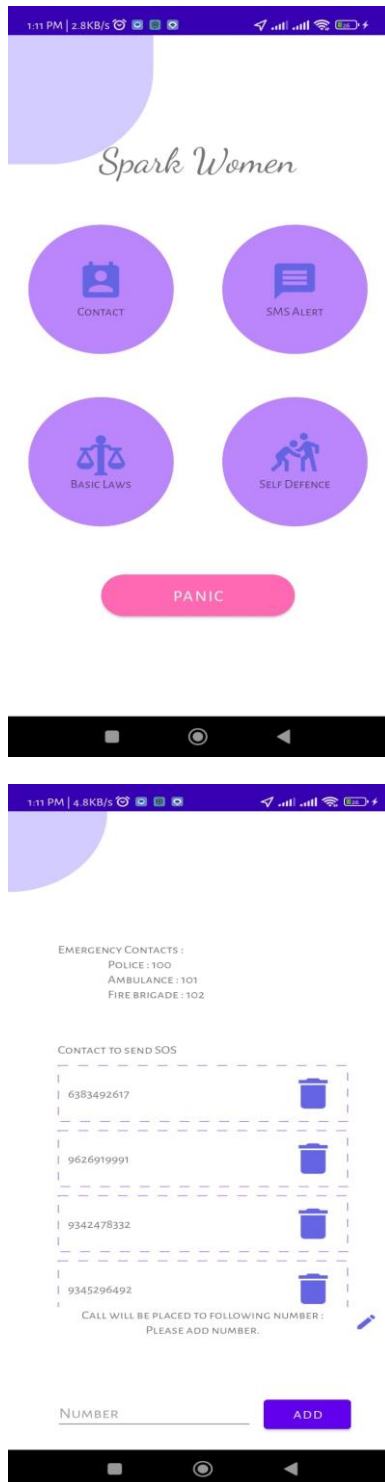 1:11 PM | 2.8KB/s
Spark Women
Contact
SMS Alert
Basic Laws
Self Defence
PANIC
1:11 PM | 4.8KB/s
Emergency Contacts :
Police : 100
Ambulance : 101
Fire brigade : 102
Contact to send SOS
6383492617
9626919991
9342478332
9345296492
Call will be placed to following number :
Please add number.
Number
ADD